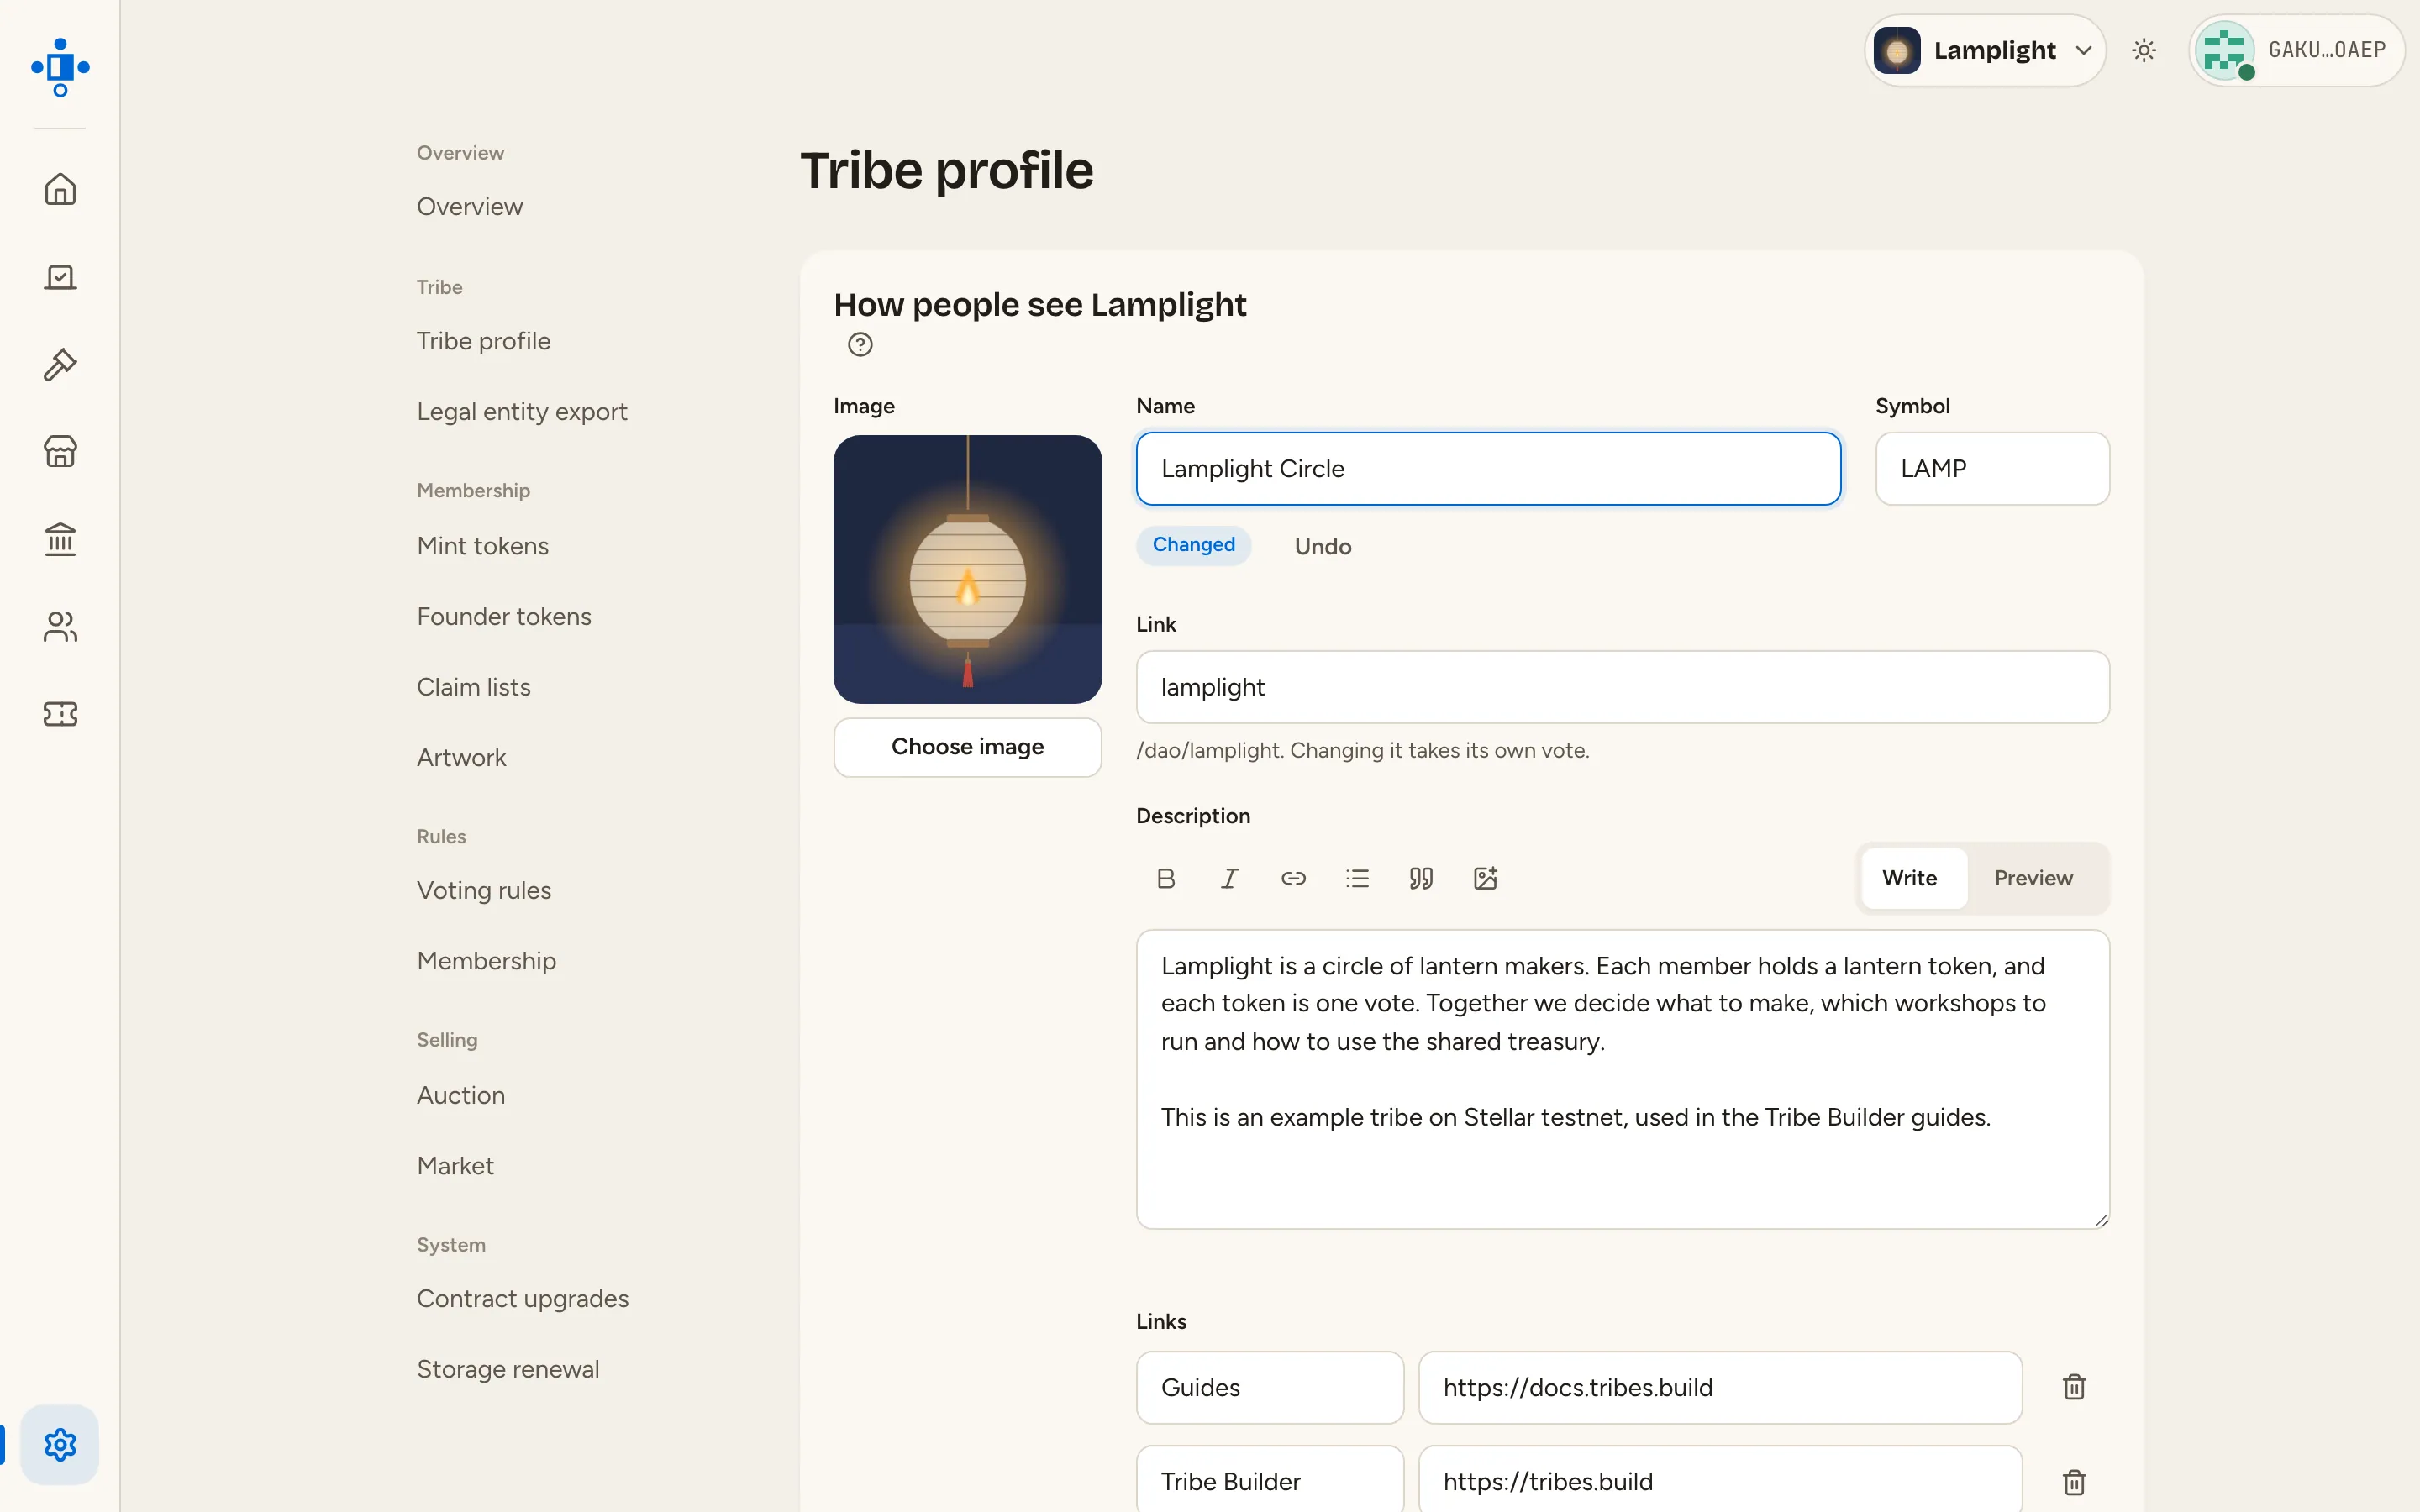 Lamplight
GAKU...OAEP
Overview
Overview
Tribe
Tribe profile
Legal entity export
Membership
Mint tokens
Founder tokens
Claim lists
Artwork
Rules
Voting rules
Membership
Selling
Auction
Market
System
Contract upgrades
Storage renewal
Tribe profile
How people see Lamplight
Image
Choose image
Name
Lamplight Circle
Changed
Undo
Symbol
LAMP
Link
lamplight
/dao/lamplight. Changing it takes its own vote.
Description
Write
Preview
Lamplight is a circle of lantern makers. Each member holds a lantern token, and
each token is one vote. Together we decide what to make, which workshops to
run and how to use the shared treasury.
This is an example tribe on Stellar testnet, used in the Tribe Builder guides.
Links
Guides
https://docs.tribes.build
Tribe Builder
https://tribes.build